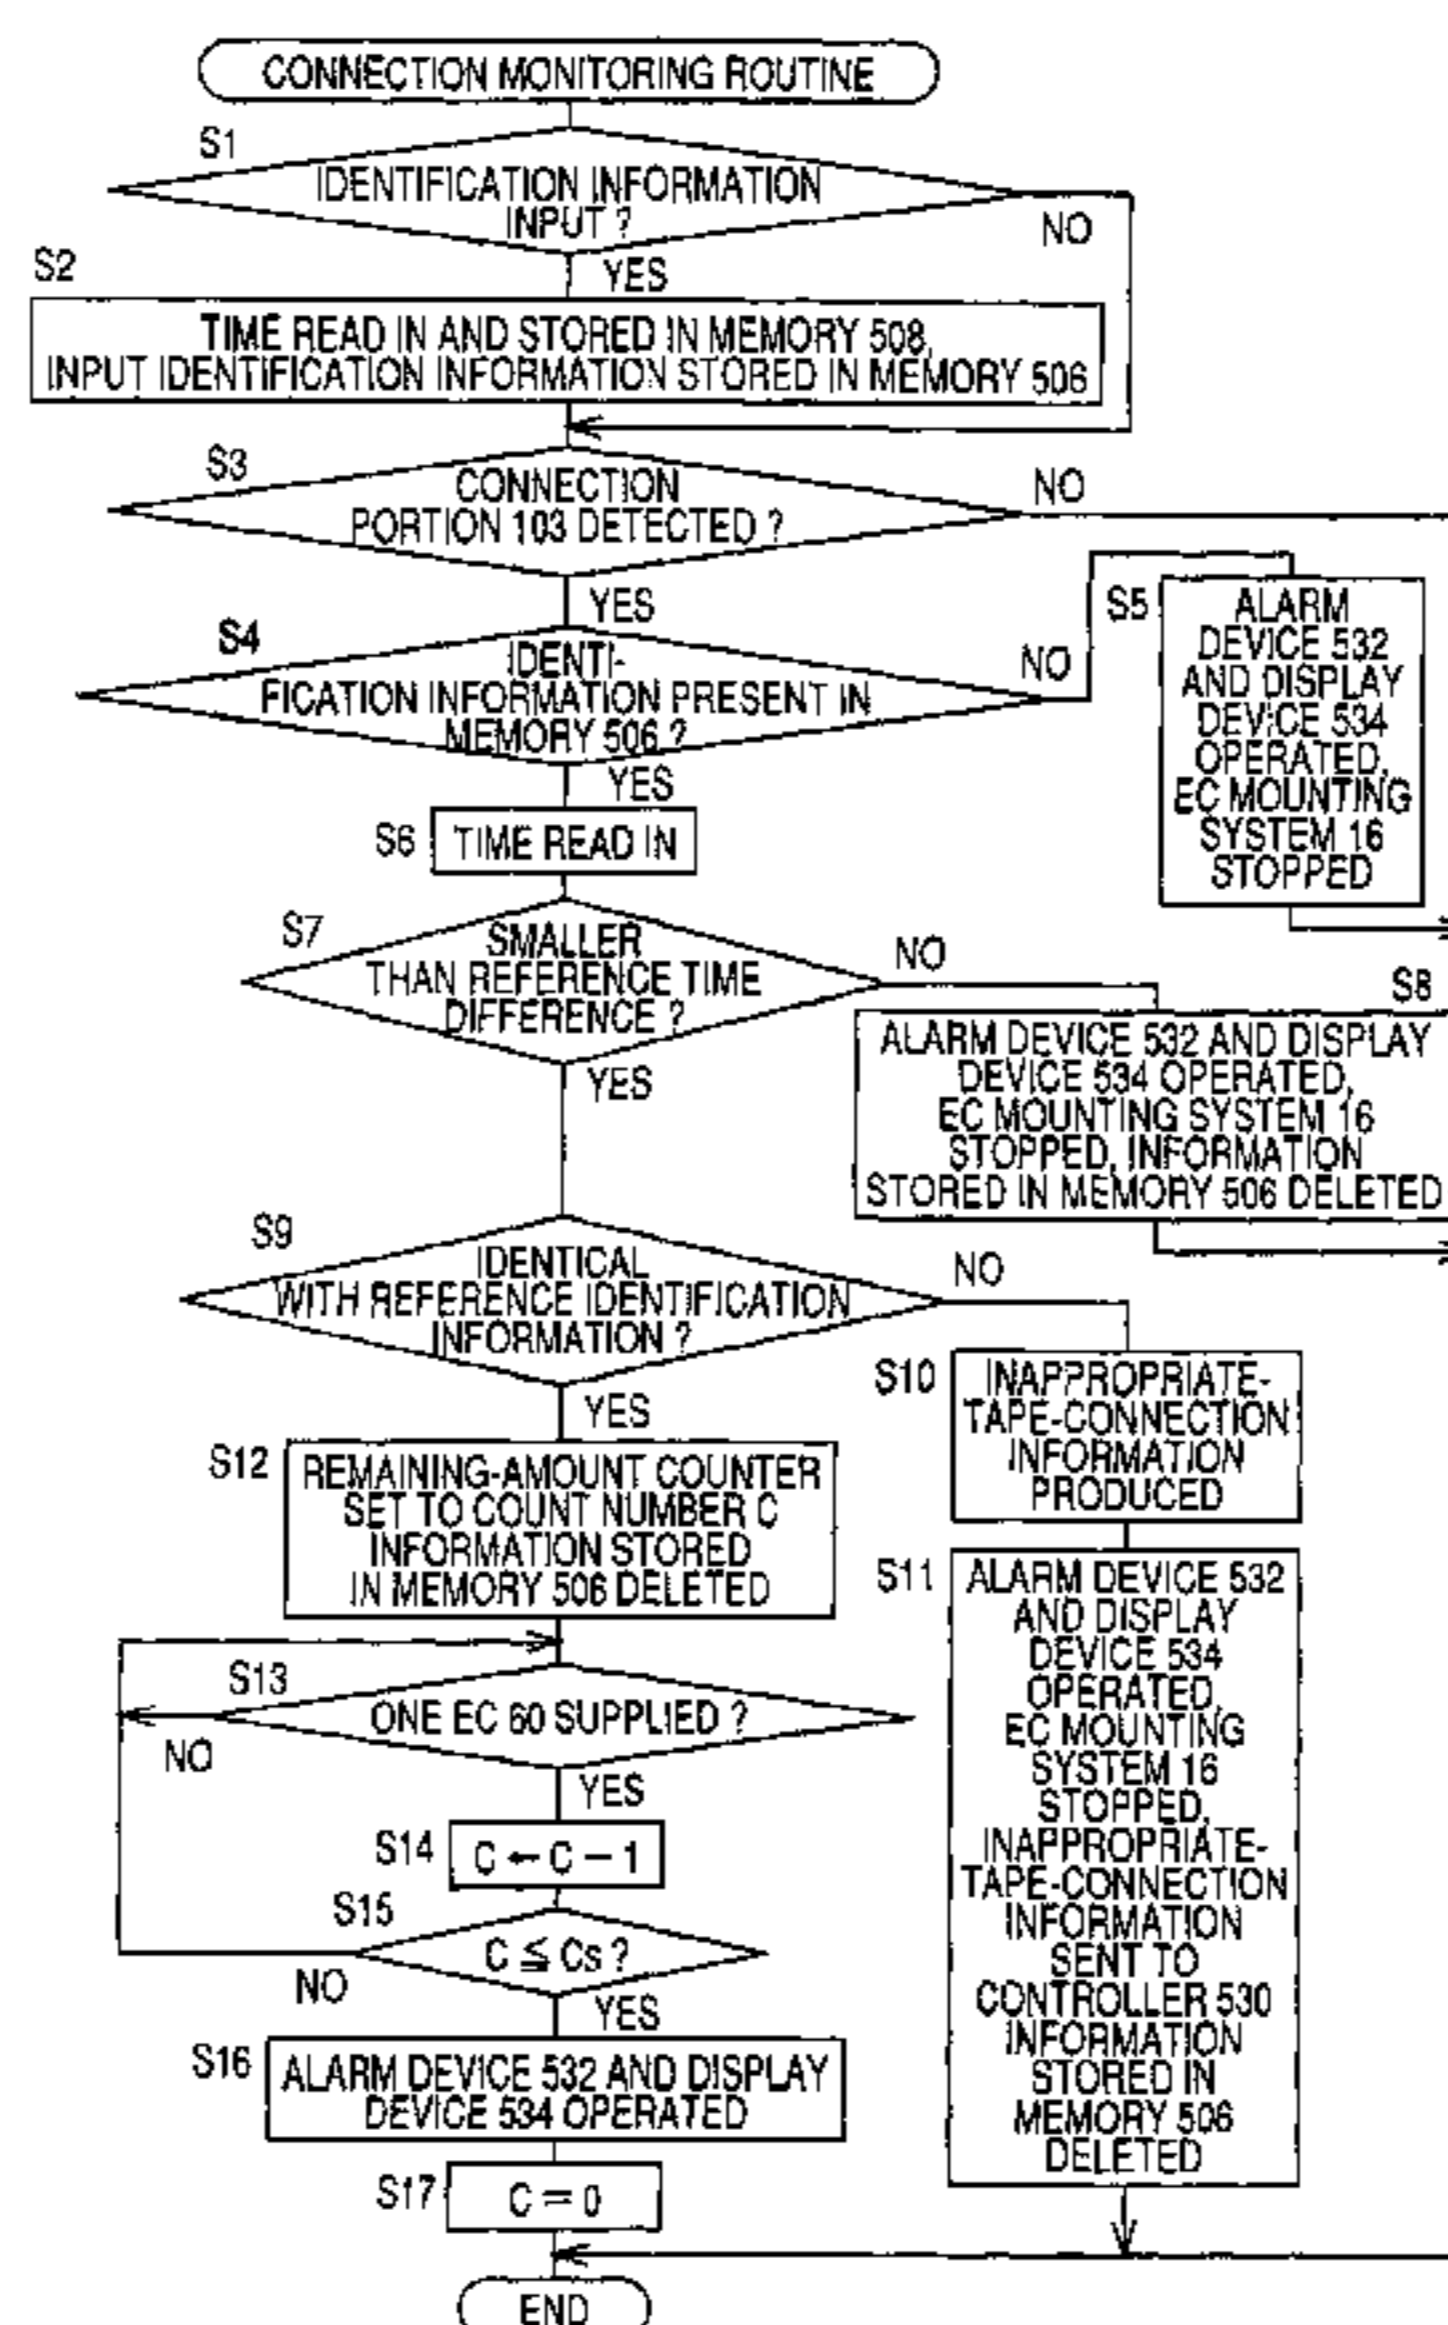 CONNECTION MONITORING ROUTINE
S1
IDENTIFICATION INFORMATION
INPUT ?
NO
YES
S2
TIME READ IN AND STORED IN MEMORY 508,
INPUT IDENTIFICATION INFORMATION STORED IN MEMORY 506
S3
CONNECTION
PORTION 103 DETECTED ?
NO
YES
S4
IDENTI-
FICATION INFORMATION PRESENT IN
MEMORY 506 ?
NO
YES
S5
ALARM
DEVICE 532
AND DISPLAY
DEVICE 534
OPERATED,
EC MOUNTING
SYSTEM 16
STOPPED
S6
TIME READ IN
S7
SMALLER
THAN REFERENCE TIME
DIFFERENCE ?
NO
YES
S8
ALARM DEVICE 532 AND DISPLAY
DEVICE 534 OPERATED,
EC MOUNTING SYSTEM 16
STOPPED, INFORMATION
STORED IN MEMORY 506 DELETED
S9
IDENTICAL
WITH REFERENCE IDENTIFICATION
INFORMATION ?
NO
YES
S10
INAPPROPRIATE-
TAPE-CONNECTION
INFORMATION
PRODUCED
S11
ALARM DEVICE 532
AND DISPLAY
DEVICE 534
OPERATED,
EC MOUNTING
SYSTEM 16
STOPPED,
INAPPROPRIATE-
TAPE-CONNECTION
INFORMATION
SENT TO
CONTROLLER 530
INFORMATION
STORED IN
MEMORY 506
DELETED
S12
REMAINING-AMOUNT COUNTER
SET TO COUNT NUMBER C
INFORMATION STORED
IN MEMORY 506 DELETED
S13
ONE EC 60 SUPPLIED ?
NO
YES
S14
C ← C − 1
S15
C ≦ Cs ?
NO
YES
S16
ALARM DEVICE 532 AND DISPLAY
DEVICE 534 OPERATED
S17
C = 0
END